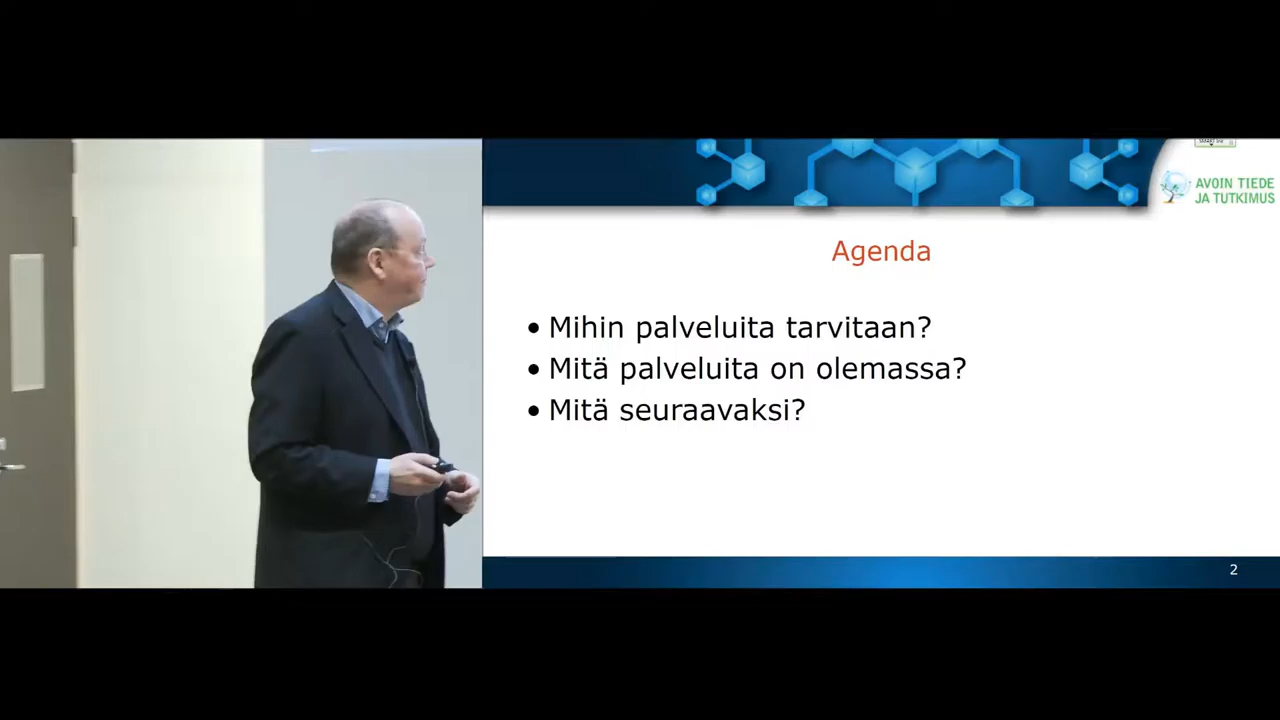 AVOIN TIEDE
JA TUTKIMUS
Agenda
• Mihin palveluita tarvitaan?
• Mitä palveluita on olemassa?
• Mitä seuraavaksi?
2